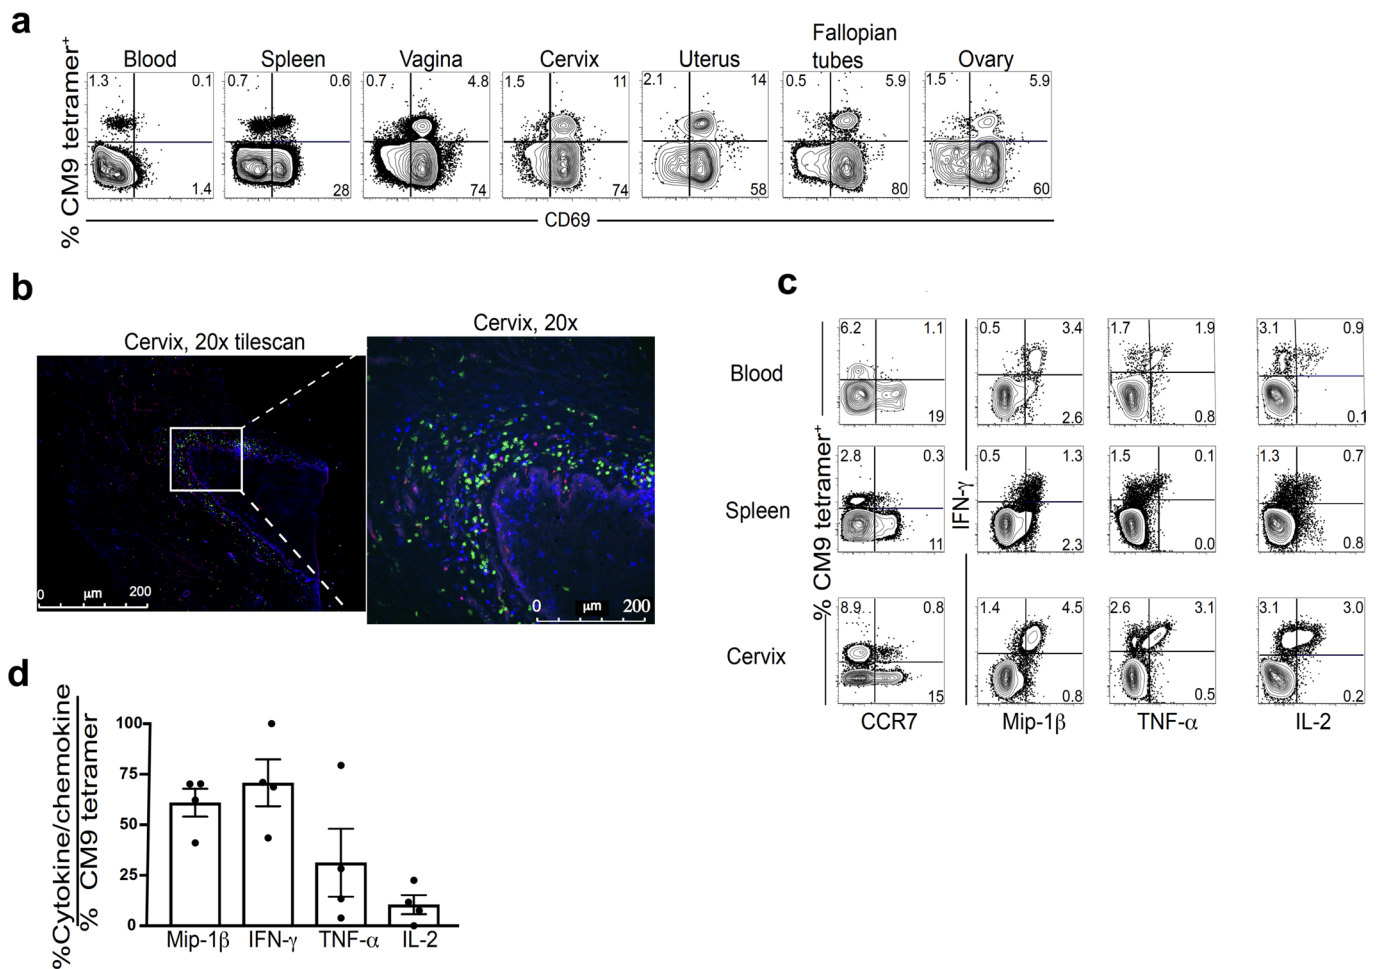 a
% CM9 tetramer+
Blood
1.3 0.1
1.4
Spleen
0.7 0.6
28
Vagina
0.7 4.8
74
Cervix
1.5 11
74
Uterus
2.1 14
58
Fallopian
tubes
0.5 5.9
80
Ovary
1.5 5.9
60
CD69
b
Cervix, 20x tilescan
0 μm 200
Cervix, 20x
0 μm 200
c
% CM9 tetramer+
IFN-γ
Blood
6.2 1.1
19
0.5 3.4
2.6
1.7 1.9
0.8
3.1 0.9
0.1
Spleen
2.8 0.3
11
0.5 1.3
2.3
1.5 0.1
0.0
1.3 0.7
0.8
Cervix
8.9 0.8
15
1.4 4.5
0.8
2.6 3.1
0.5
3.1 3.0
0.2
CCR7 Mip-1β TNF-α IL-2
d
%Cytokine/chemokine
% CM9 tetramer
100
75
50
25
0
Mip-1β IFN-γ TNF-α IL-2